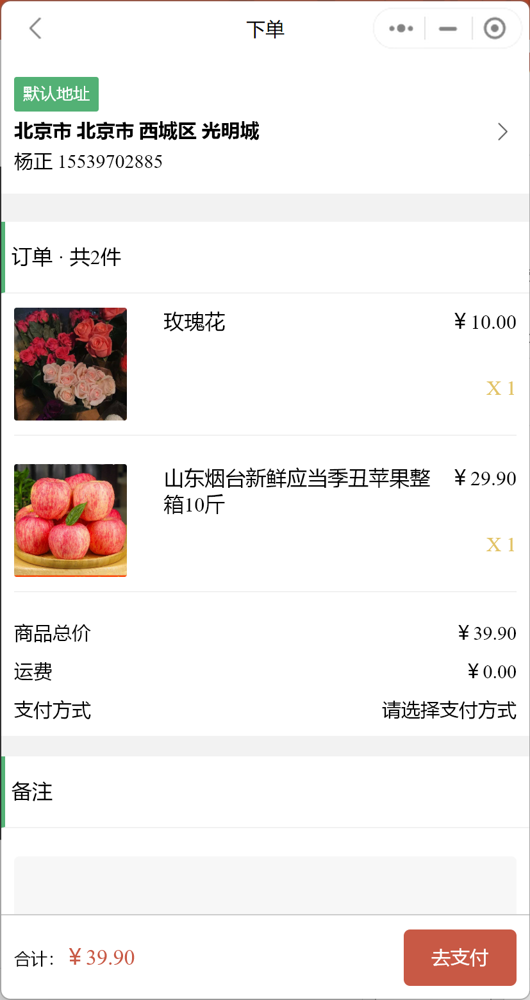 下单
默认地址
北京市 北京市 西城区 光明城
杨正 15539702885
订单 · 共2件
玫瑰花
￥10.00
X 1
山东烟台新鲜应当季丑苹果整
箱10斤
￥29.90
X 1
商品总价
￥39.90
运费
￥0.00
支付方式
请选择支付方式
备注
合计：￥39.90
去支付